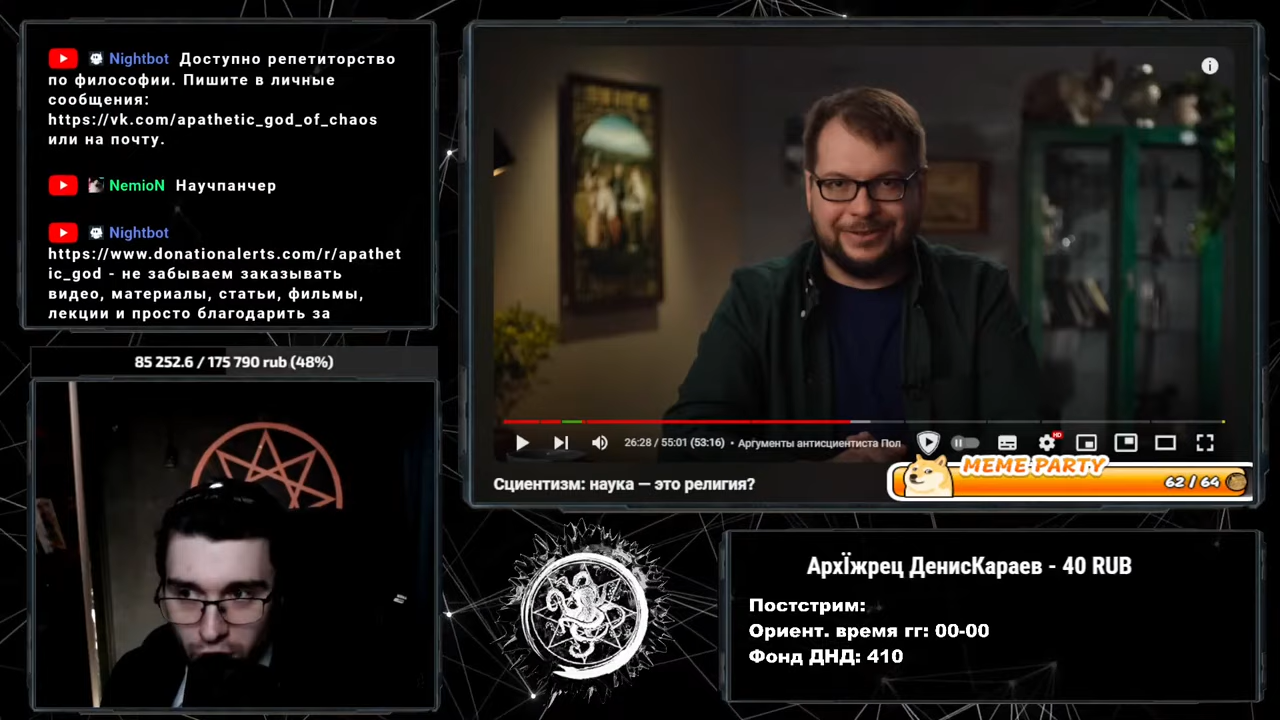 Nightbot Доступно репетиторство
по философии. Пишите в личные
сообщения:
https://vk.com/apathetic_god_of_chaos
или на почту.
NemioN Научпанчер
Nightbot
https://www.donationalerts.com/r/apathet
ic_god - не забываем заказывать
видео, материалы, статьи, фильмы,
лекции и просто благодарить за
85 252.6 / 175 790 rub (48%)
26:28 / 55:01 (53:16) • Аргументы антисциентиста Пол
HD
MEME PARTY
62 / 64
Сциентизм: наука — это религия?
АрхЇжрец ДенисКараев - 40 RUB
Постстрим:
Ориент. время гг: 00-00
Фонд ДНД: 410